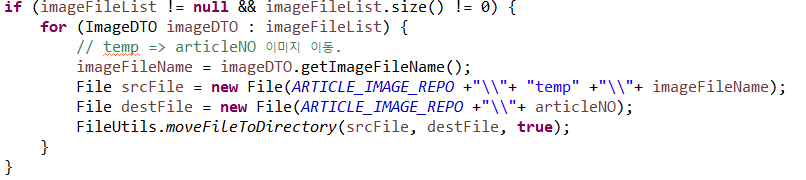 if (imageFileList != null && imageFileList.size() != 0) {
for (ImageDTO imageDTO : imageFileList) {
// temp => articleNO 이미지 이동.
imageFileName = imageDTO.getImageFileName();
File srcFile = new File(ARTICLE_IMAGE_REPO +"\\"+ "temp" +"\\"+ imageFileName);
File destFile = new File(ARTICLE_IMAGE_REPO +"\\"+ articleNO);
FileUtils.moveFileToDirectory(srcFile, destFile, true);
}
}